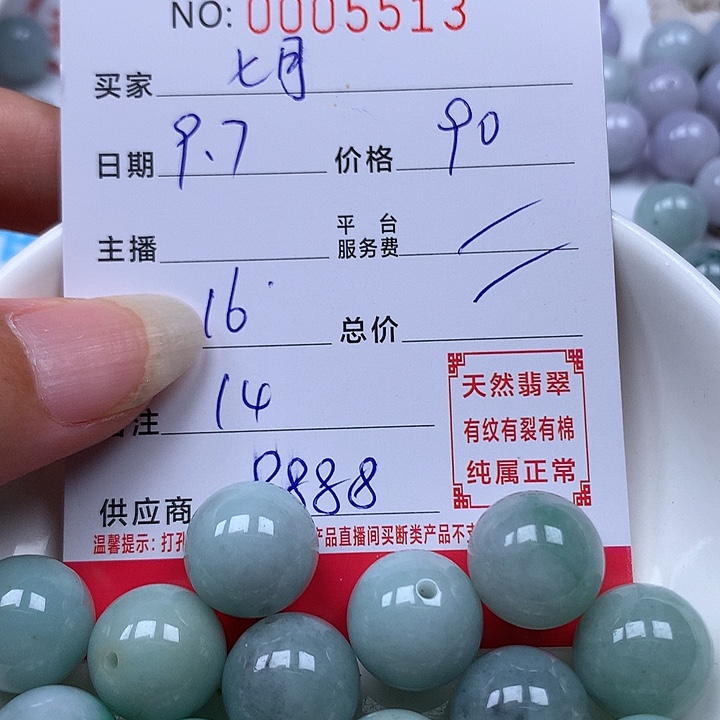 NO: 0005513
买家 七月
日期 9.7 价格 90
主播 平台服务费
16 总价
注 14
供应商 8888
天然翡翠
有纹有裂有棉
纯属正常
温馨提示：打孔 产品直播间买断类产品不支